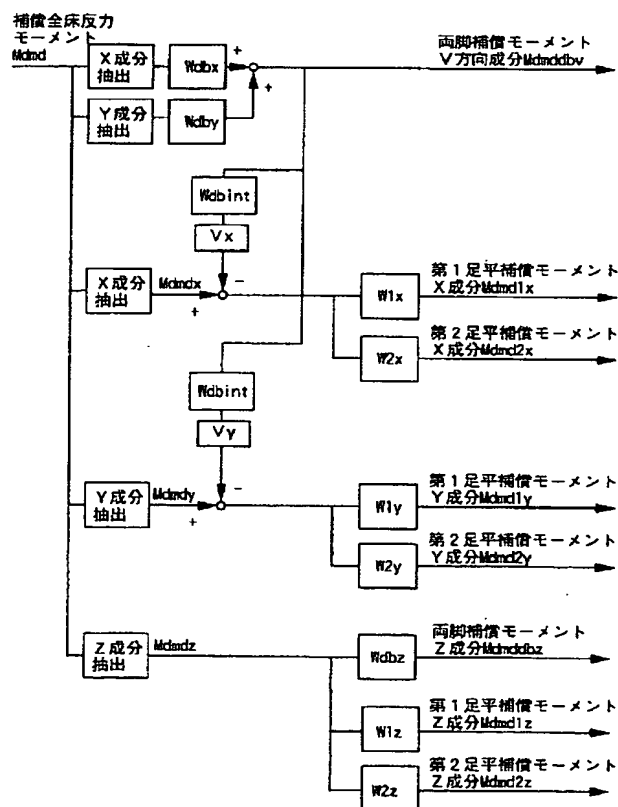 補償全床反力
モーメント
Mdmd
X成分
抽出
Wdbx
+
+
両脚補償モーメント
V方向成分Mdmddbv
Y成分
抽出
Wdby
Wdbint
Vx
−
X成分
抽出
Mdmdx
+
W1x
第1足平補償モーメント
X成分Mdmd1x
W2x
第2足平補償モーメント
X成分Mdmd2x
Wdbint
Vy
−
Y成分
抽出
Mdmdy
+
W1y
第1足平補償モーメント
Y成分Mdmd1y
W2y
第2足平補償モーメント
Y成分Mdmd2y
Z成分
抽出
Mdmdz
Wdbz
両脚補償モーメント
Z成分Mdmddbz
W1z
第1足平補償モーメント
Z成分Mdmd1z
W2z
第2足平補償モーメント
Z成分Mdmd2z